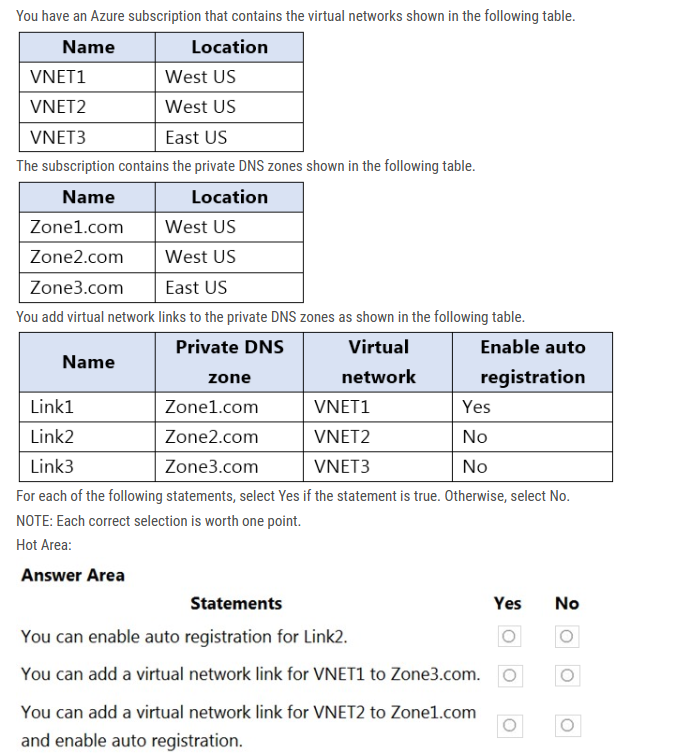 You have an Azure subscription that contains the virtual networks shown in the following table.
Name Location
VNET1 West US
VNET2 West US
VNET3 East US
The subscription contains the private DNS zones shown in the following table.
Name Location
Zone1.com West US
Zone2.com West US
Zone3.com East US
You add virtual network links to the private DNS zones as shown in the following table.
Name Private DNS zone Virtual network Enable auto registration
Link1 Zone1.com VNET1 Yes
Link2 Zone2.com VNET2 No
Link3 Zone3.com VNET3 No
For each of the following statements, select Yes if the statement is true. Otherwise, select No.
NOTE: Each correct selection is worth one point.
Hot Area:
Answer Area
Statements Yes No
You can enable auto registration for Link2.
You can add a virtual network link for VNET1 to Zone3.com.
You can add a virtual network link for VNET2 to Zone1.com
and enable auto registration.